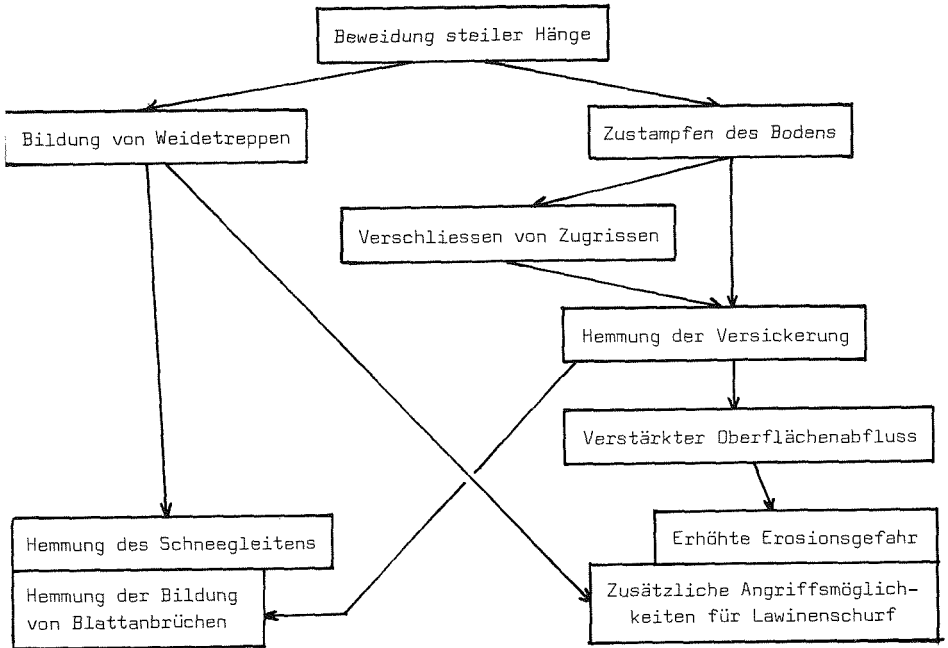 Beweidung steiler Hänge
Bildung von Weidetreppen
Zustampfen des Bodens
Verschliessen von Zugrissen
Hemmung der Versickerung
Verstärkter Oberflächenabfluss
Hemmung des Schneegleitens
Erhöhte Erosionsgefahr
Hemmung der Bildung
von Blattanbrüchen
Zusätzliche Angriffsmöglich-
keiten für Lawinenschurf